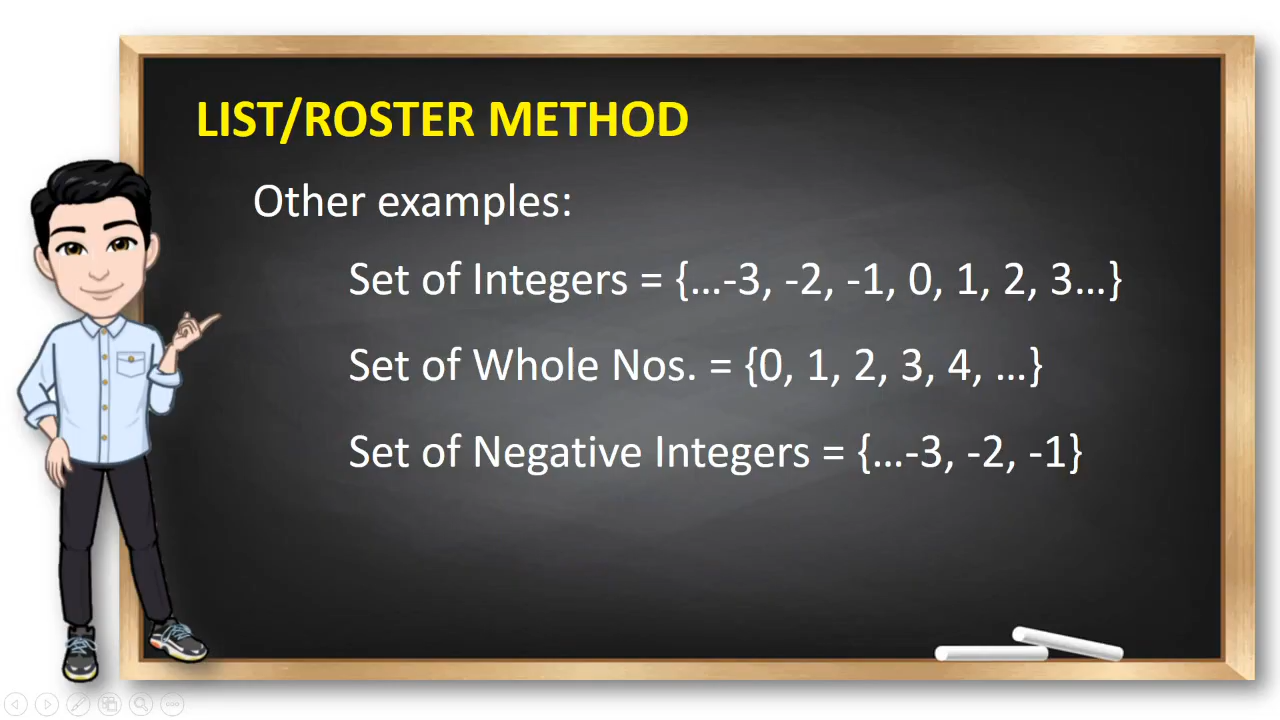 LIST/ROSTER METHOD
Other examples:
Set of Integers = {…-3, -2, -1, 0, 1, 2, 3…}
Set of Whole Nos. = {0, 1, 2, 3, 4, …}
Set of Negative Integers = {…-3, -2, -1}